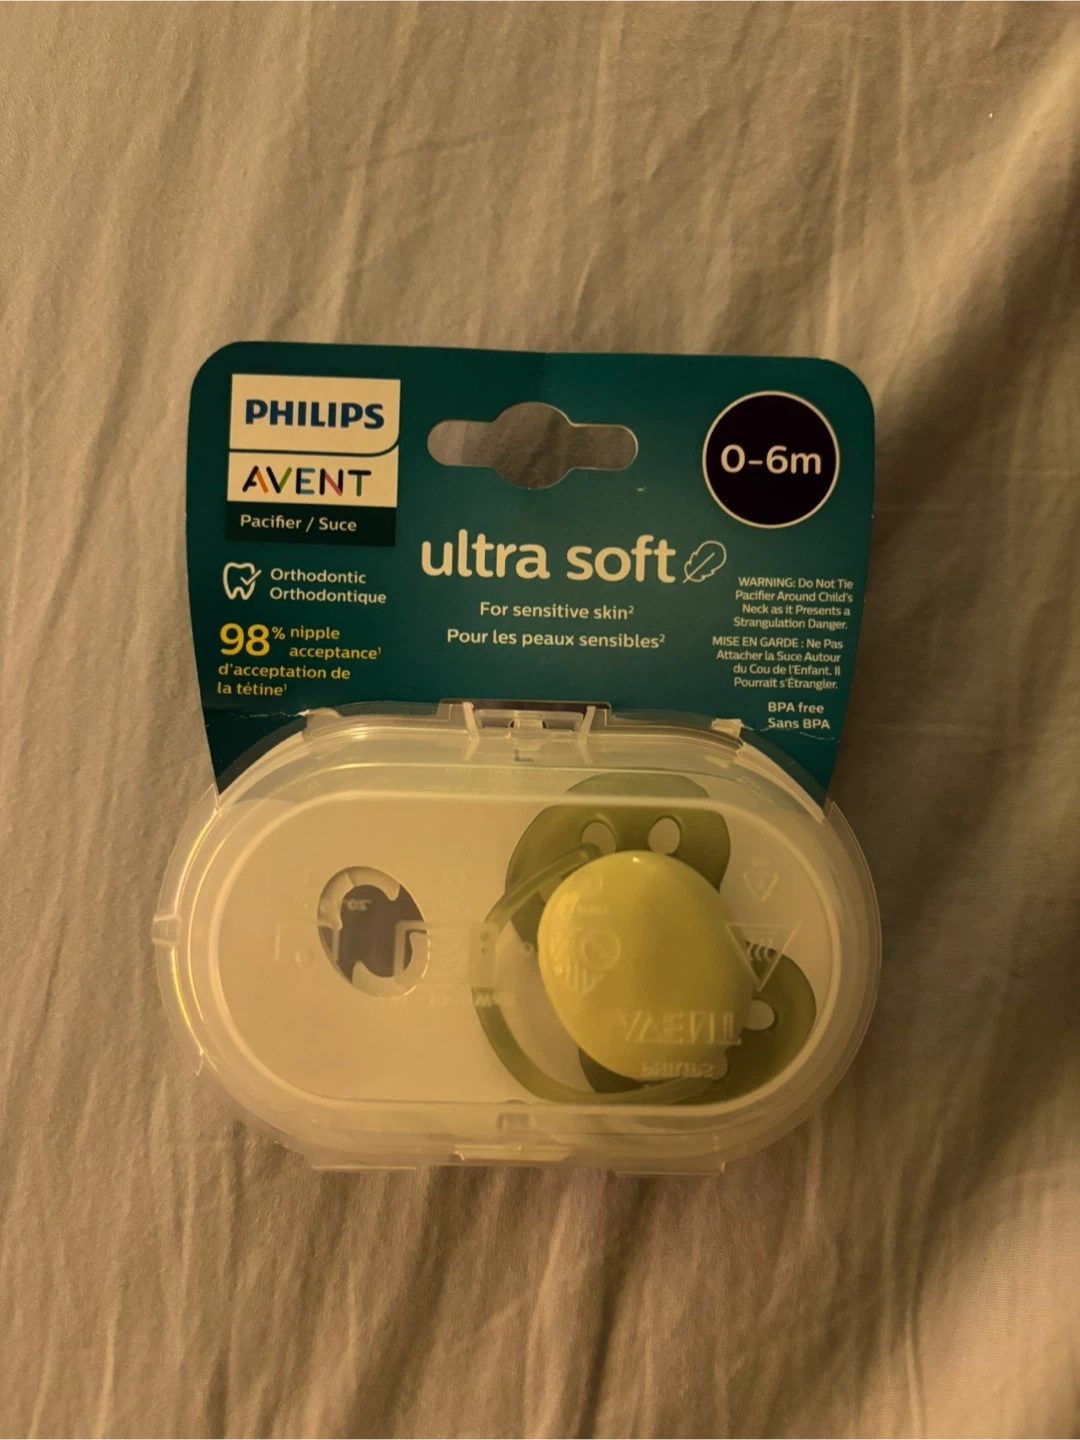 PHILIPS
AVENT
Pacifier / Suce
Orthodontic
Orthodontique
98% nipple
acceptance¹
d'acceptation de
la tétine¹
ultra soft
For sensitive skin²
Pour les peaux sensibles²
0-6m
WARNING: Do Not Tie
Pacifier Around Child's
Neck as it Presents a
Strangulation Danger.
MISE EN GARDE : Ne Pas
Attacher la Suce Autour
du Cou de l'Enfant. Il
Pourrait s'Étrangler.
BPA free
Sans BPA
AVENT
PHILIPS